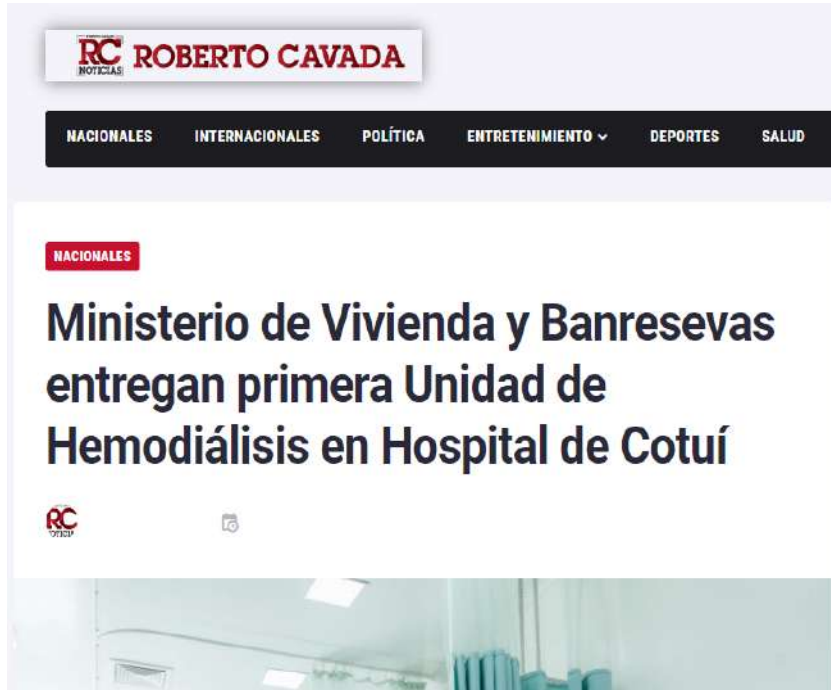 RC ROBERTO CAVADA
NOTICIAS
NACIONALES INTERNACIONALES POLÍTICA ENTRETENIMIENTO DEPORTES SALUD
NACIONALES
Ministerio de Vivienda y Banresevas
entregan primera Unidad de
Hemodiálisis en Hospital de Cotuí
RC